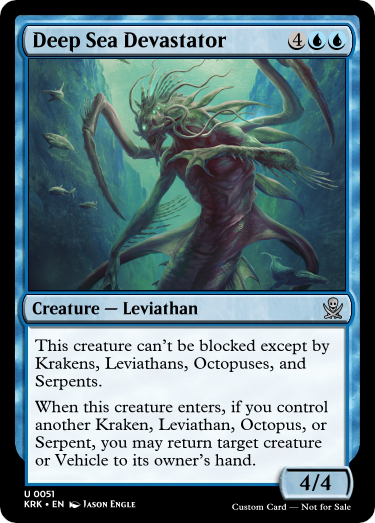 Deep Sea Devastator 4
Creature — Leviathan
This creature can't be blocked except by
Krakens, Leviathans, Octopuses, and
Serpents.
When this creature enters, if you control
another Kraken, Leviathan, Octopus, or
Serpent, you may return target creature
or Vehicle to its owner's hand.
4/4
U 0051
KRK • EN Jason Engle
Custom Card — Not for Sale